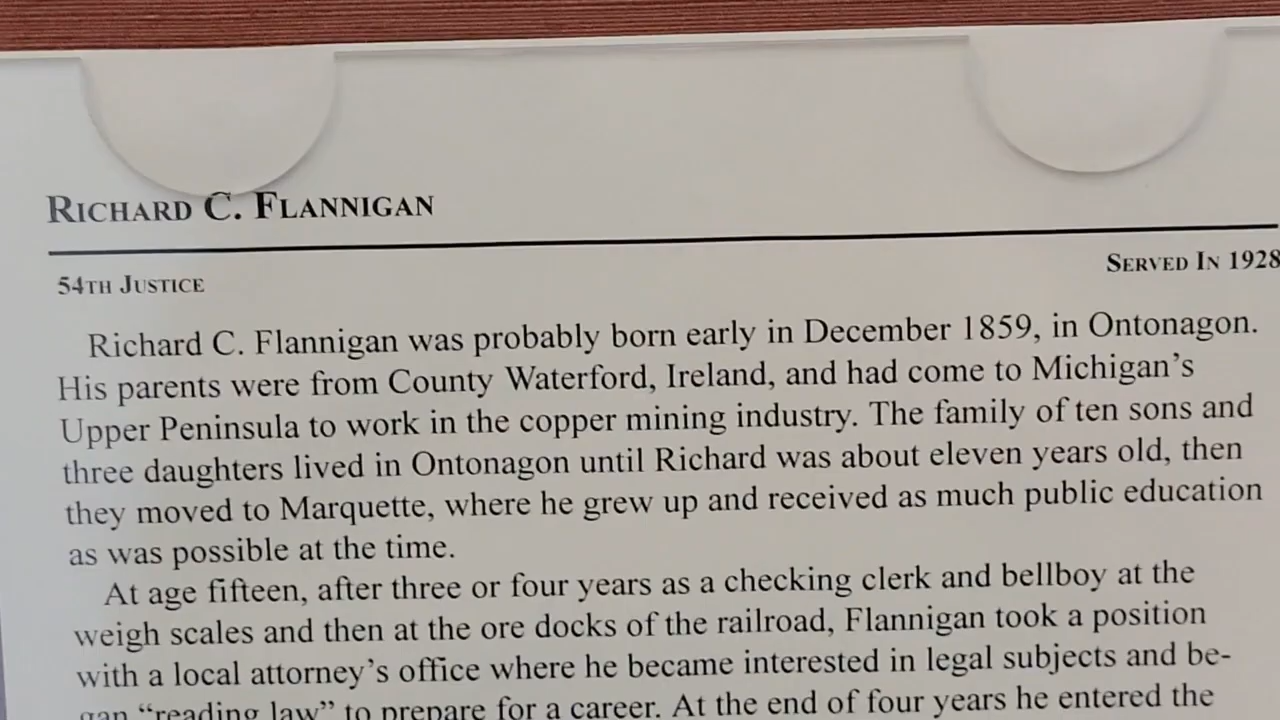 RICHARD C. FLANNIGAN
54TH JUSTICE
SERVED IN 1928
Richard C. Flannigan was probably born early in December 1859, in Ontonagon.
His parents were from County Waterford, Ireland, and had come to Michigan’s
Upper Peninsula to work in the copper mining industry. The family of ten sons and
three daughters lived in Ontonagon until Richard was about eleven years old, then
they moved to Marquette, where he grew up and received as much public education
as was possible at the time.
At age fifteen, after three or four years as a checking clerk and bellboy at the
weigh scales and then at the ore docks of the railroad, Flannigan took a position
with a local attorney’s office where he became interested in legal subjects and be-
gan “reading law” to prepare for a career. At the end of four years he entered the